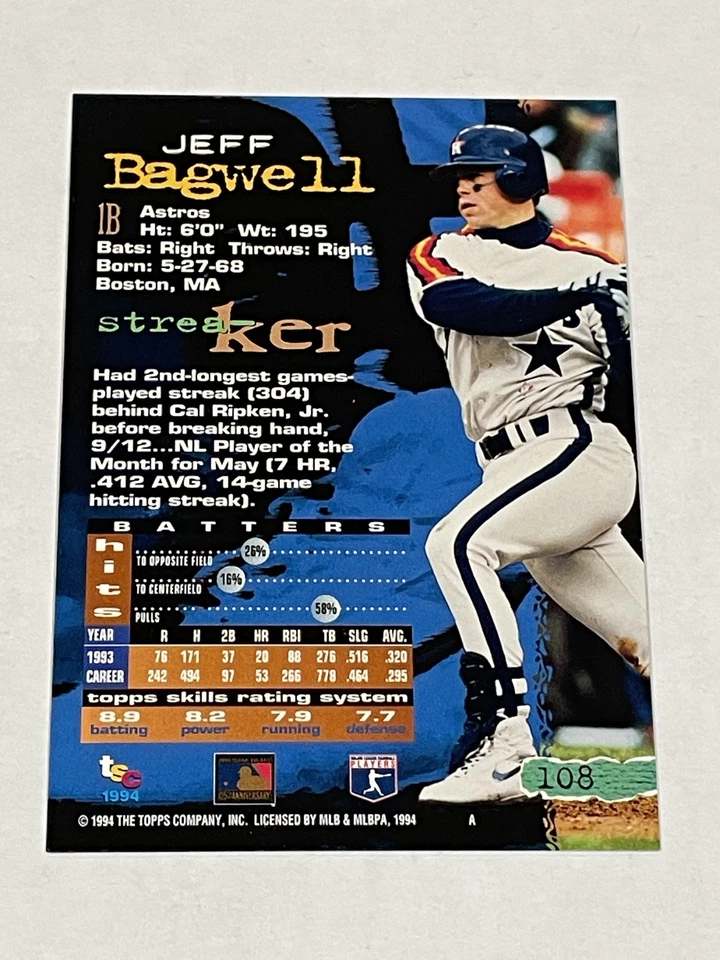 JEFF
Bagwell
1B
Astros
Ht: 6'0" Wt: 195
Bats: Right Throws: Right
Born: 5-27-68
Boston, MA
strea-
ker
Had 2nd-longest games-
played streak (304)
behind Cal Ripken, Jr.
before breaking hand,
9/12...NL Player of the
Month for May (7 HR,
.412 AVG, 14-game
hitting streak).
BATTERS
hits
TO OPPOSITE FIELD 26%
TO CENTERFIELD 16%
PULLS 58%
YEAR R H 2B HR RBI TB SLG AVG.
1993 76 171 37 20 88 276 .516 .320
CAREER 242 494 97 53 266 778 .464 .295
topps skills rating system
8.9 8.2 7.9 7.7
batting power running defense
tsc
1994
125th ANNIVERSARY
PLAYERS
108
© 1994 THE TOPPS COMPANY, INC. LICENSED BY MLB & MLBPA, 1994 A